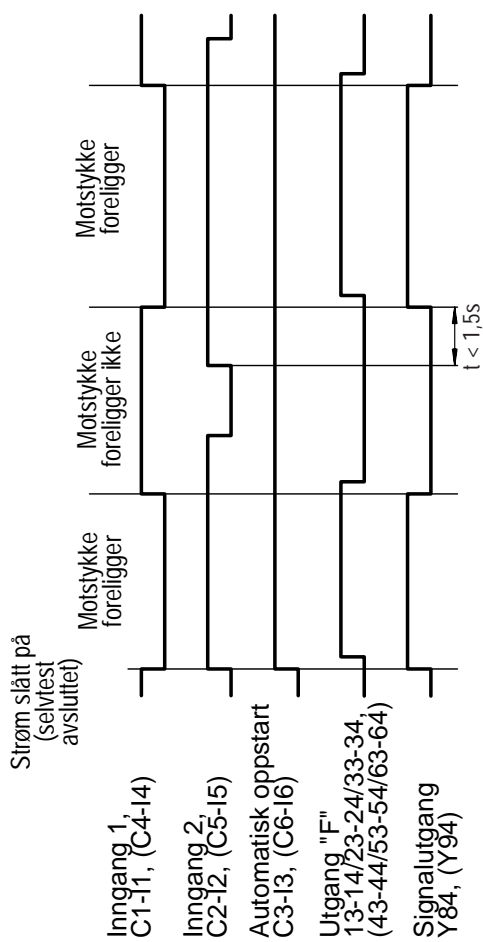 Strøm slått på
(selvtest
avsluttet)
Motstykke
foreligger
Motstykke
foreligger ikke
Motstykke
foreligger
Inngang 1,
C1-I1, (C4-I4)
Inngang 2,
C2-I2, (C5-I5)
Automatisk oppstart
C3-I3, (C6-I6)
Utgang "F"
13-14/23-24/33-34,
(43-44/53-54/63-64)
Signalutgang
Y84, (Y94)
t < 1,5s